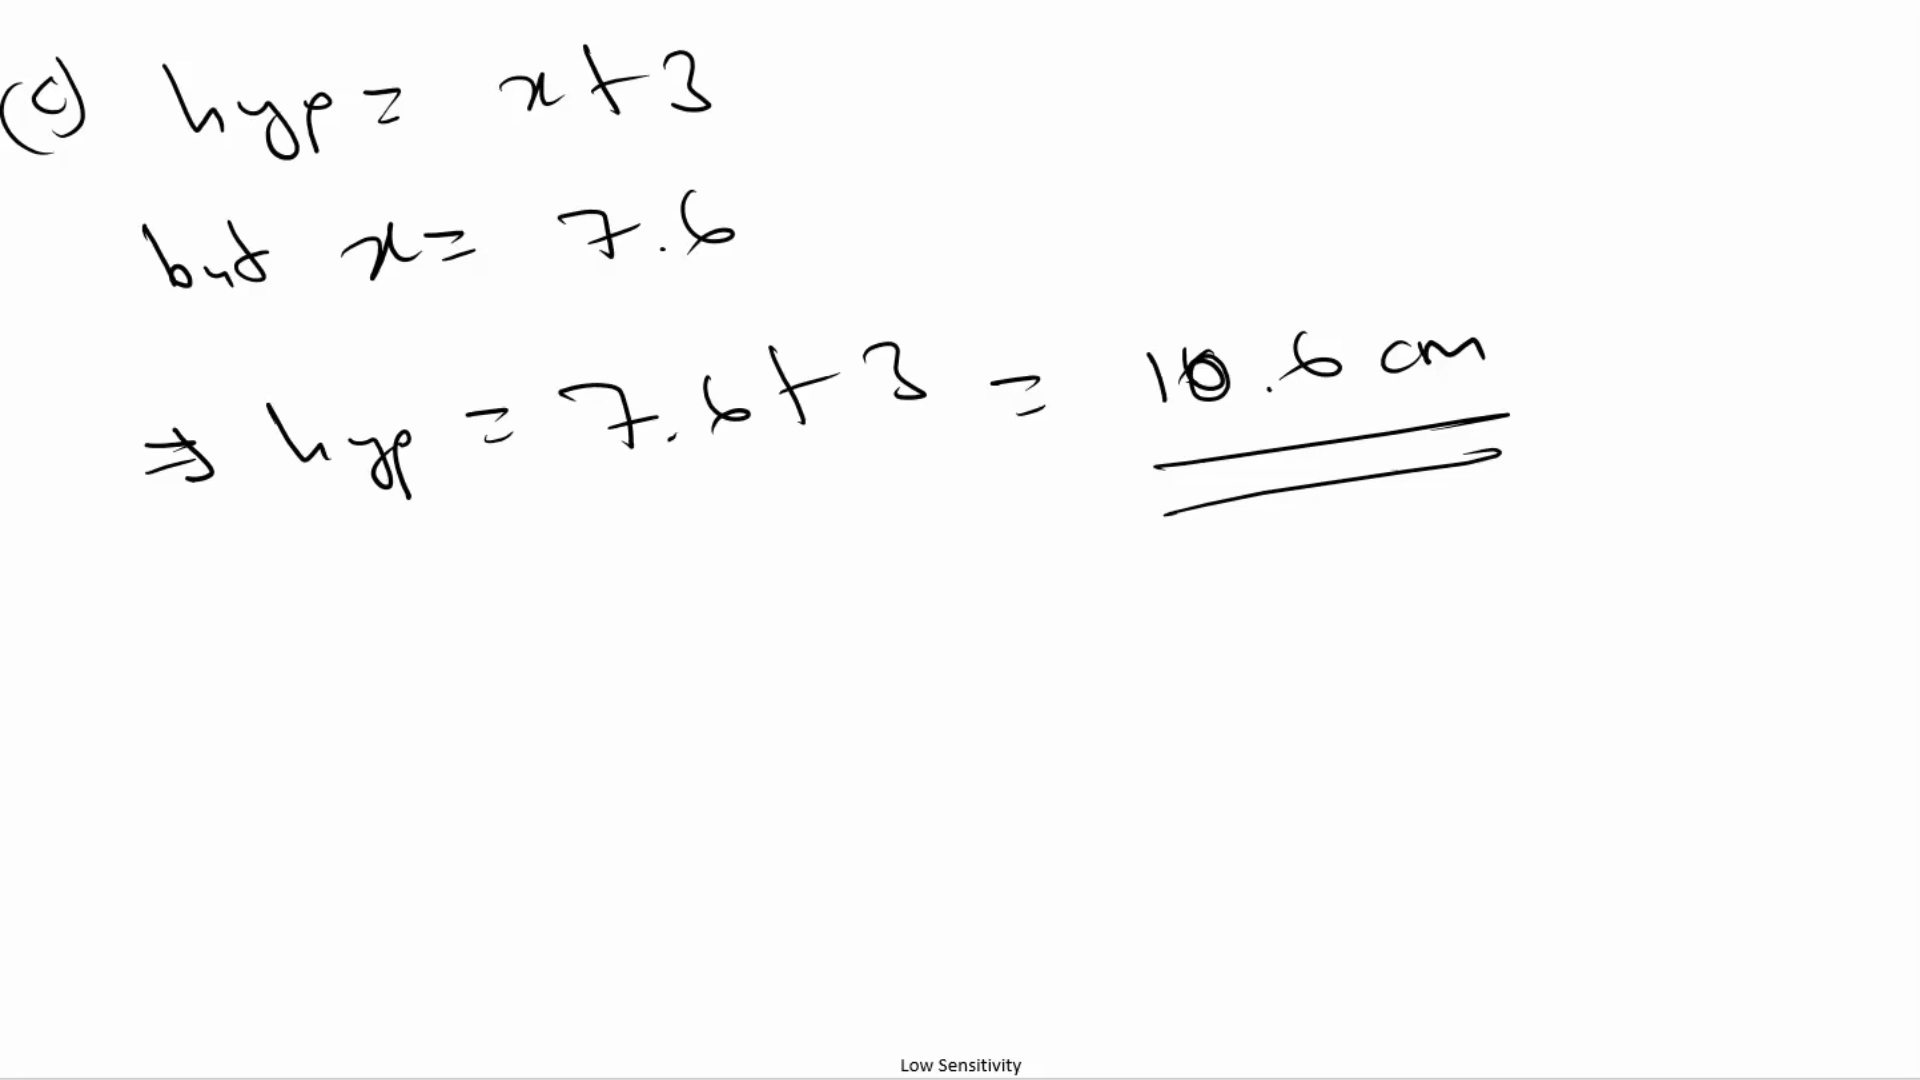 (c) hyp = x+3
but x = 7.6
⇒ hyp = 7.6+3 = 10.6 cm
Low Sensitivity